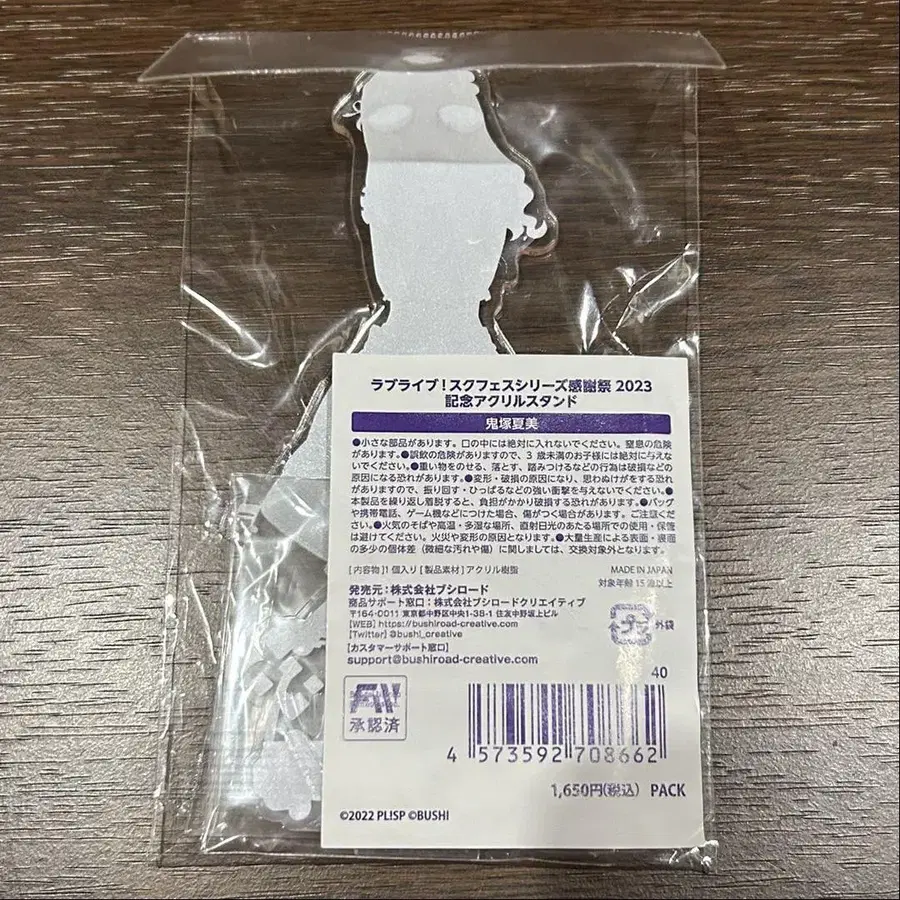 ラブライブ！スクフェスシリーズ感謝祭 2023
記念アクリルスタンド
鬼塚夏美
●小さな部品があります。口の中には絶対に入れないでください。窒息の危険
があります。●誤飲の危険がありますので、3 歳未満のお子様には絶対に与えな
いでください。●重い物をのせる、落とす、踏みつけるなどの行為は破損などの
原因になる恐れがあります。●変形・破損の原因になり、思わぬけがをする恐れ
がありますので、振り回す・ひっぱるなどの強い衝撃を与えないでください。●
本製品を繰り返し着脱すると、負担がかかり破損する恐れがあります。●バッグ
や携帯電話、ゲーム機などにつけた場合、傷がつく場合があります。ご注意くださ
い。●火気のそばや高温・多湿な場所、直射日光のあたる場所での使用・保管
は避けてください。火災や変形の原因となります。●大量生産による表面・裏面
の多少の個体差（微細な汚れや傷）に関しましては、交換対象外となります。
[内容物]1 個入り [製品素材] アクリル樹脂
MADE IN JAPAN
対象年齢 15 歳以上
発売元：株式会社ブシロード
商品サポート窓口：株式会社ブシロードクリエイティブ
〒164-0011 東京都中野区中央1-38-1 住友中野坂上ビル
[WEB] https://bushiroad-creative.com
[Twitter] @bushi_creative
【カスタマーサポート窓口】
support@bushiroad-creative.com
プラ 外袋
40
承認済
4 573592 708662
1,650円(税込) PACK
©2022 PLISP ©BUSHI